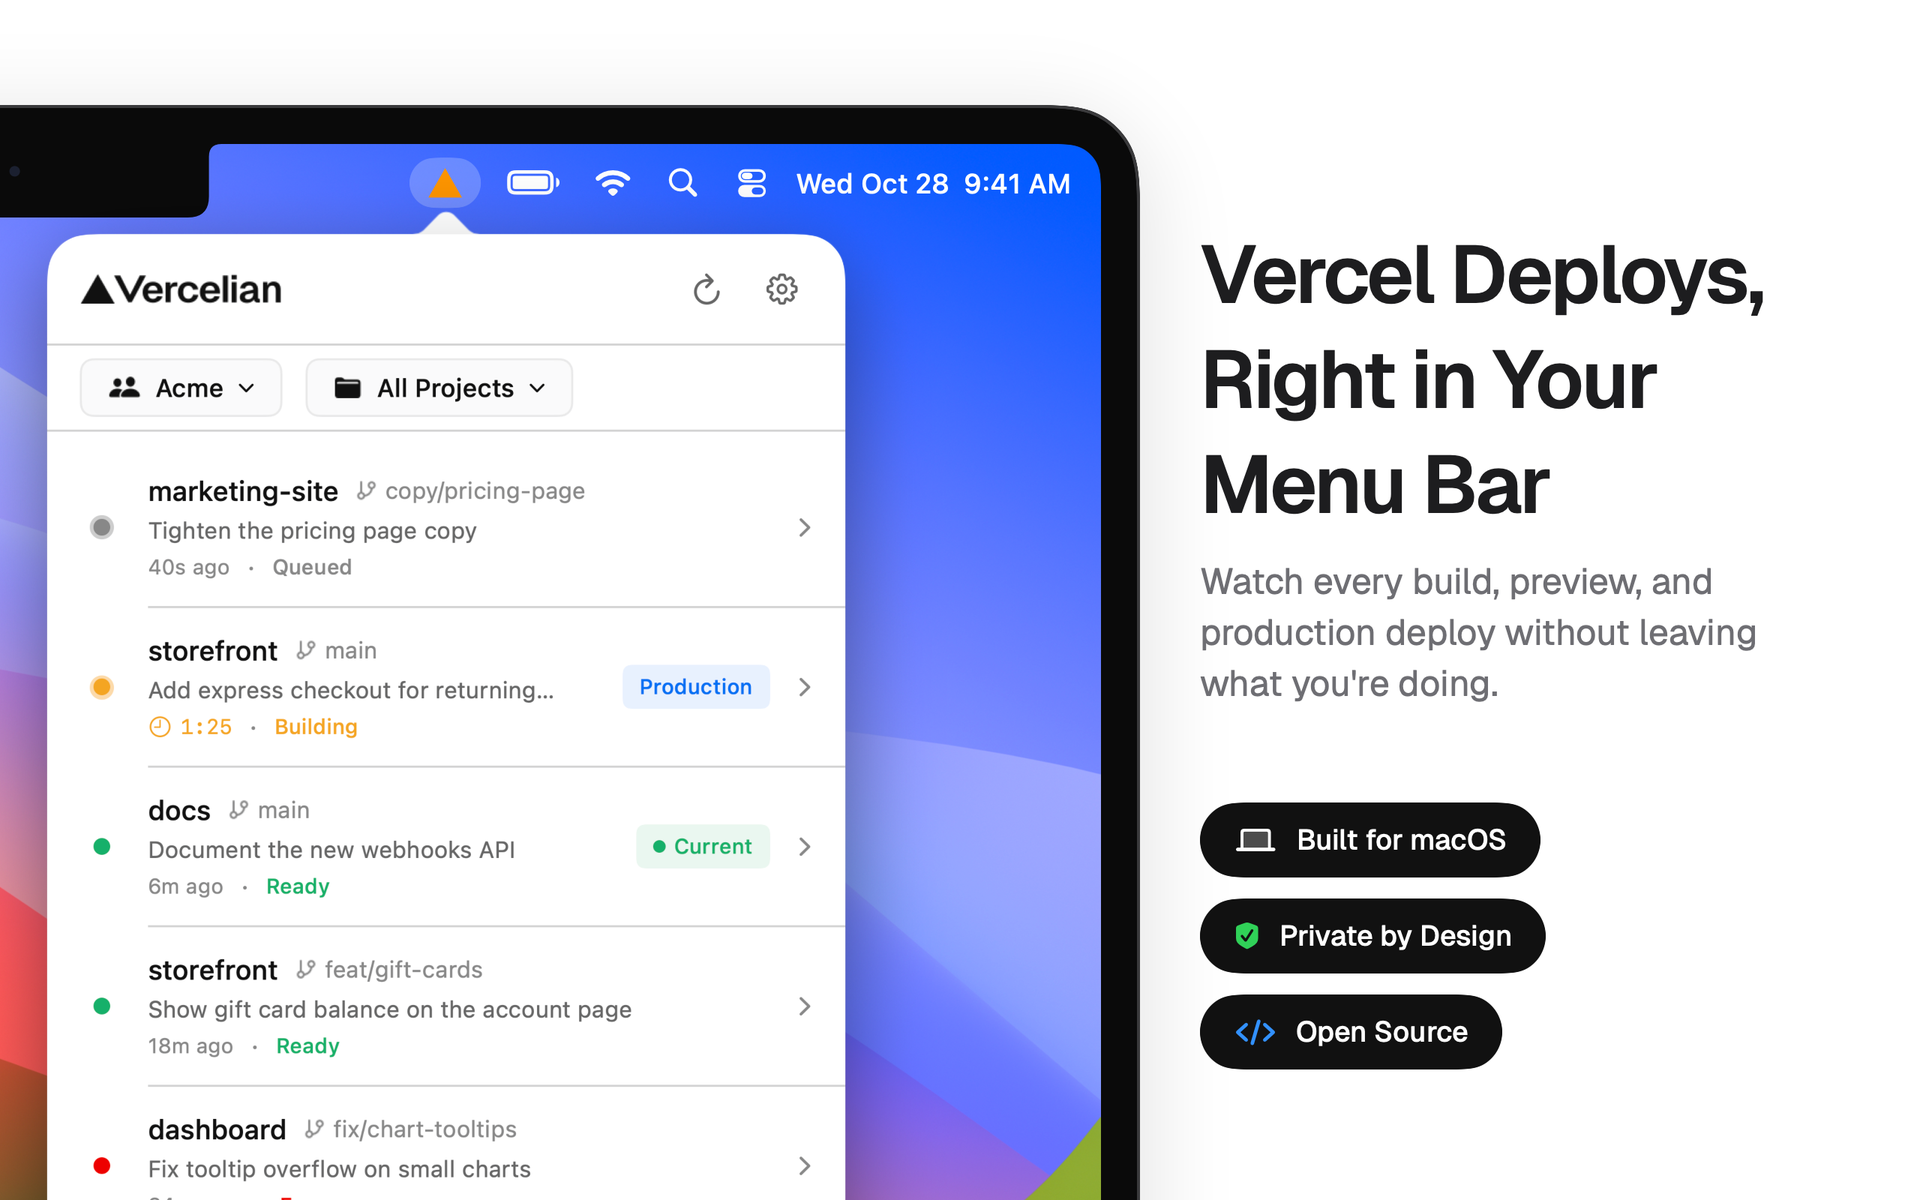 Wed Oct 28 9:41 AM
Vercelian
Acme
All Projects
marketing-site copy/pricing-page
Tighten the pricing page copy
40s ago · Queued
storefront main
Add express checkout for returning...
Production
1:25 · Building
docs main
Document the new webhooks API
Current
6m ago · Ready
storefront feat/gift-cards
Show gift card balance on the account page
18m ago · Ready
dashboard fix/chart-tooltips
Fix tooltip overflow on small charts
Vercel Deploys,
Right in Your
Menu Bar
Watch every build, preview, and
production deploy without leaving
what you're doing.
Built for macOS
Private by Design
Open Source